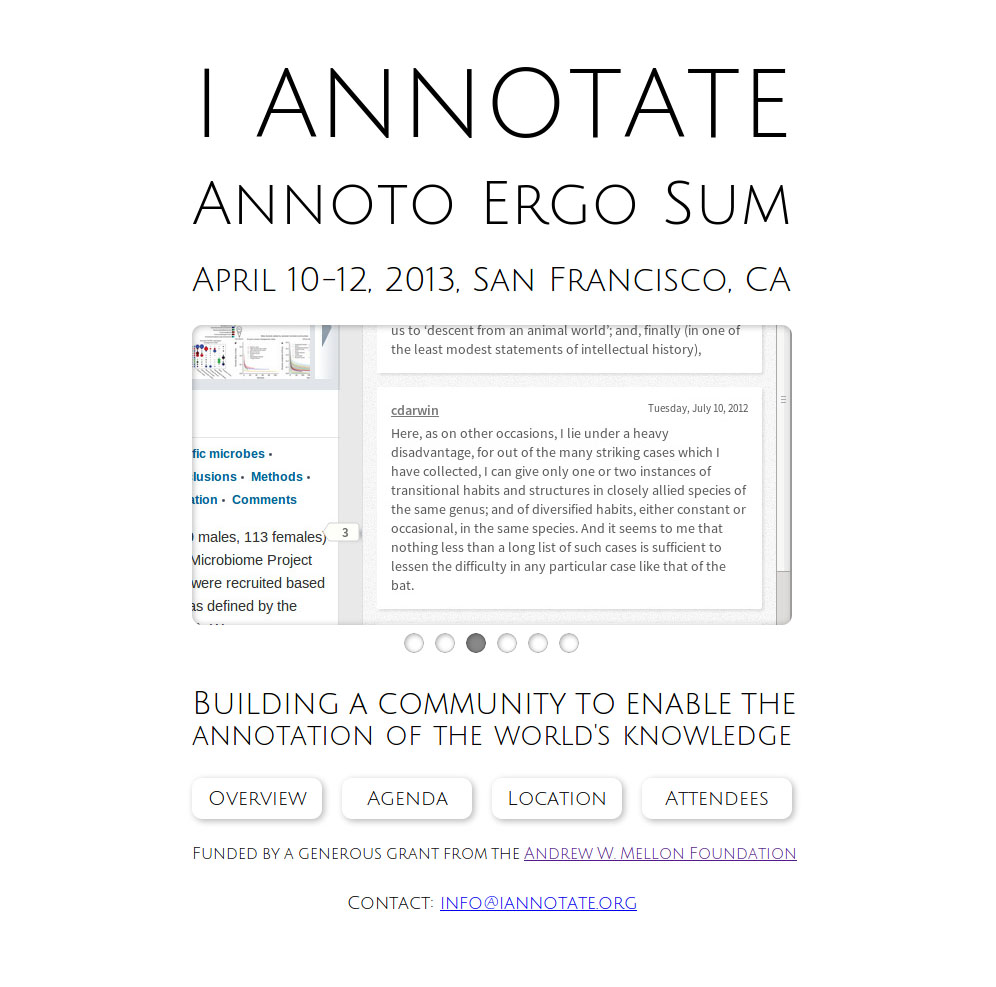 I ANNOTATE
Annoto Ergo Sum
April 10-12, 2013, San Francisco, CA
us to ‘descent from an animal world’; and, finally (in one of
the least modest statements of intellectual history),
cdarwin
Tuesday, July 10, 2012
Here, as on other occasions, I lie under a heavy
disadvantage, for out of the many striking cases which I
have collected, I can give only one or two instances of
transitional habits and structures in closely allied species of
the same genus; and of diversified habits, either constant or
occasional, in the same species. And it seems to me that
nothing less than a long list of such cases is sufficient to
lessen the difficulty in any particular case like that of the
bat.
fic microbes •
lusions • Methods •
ation • Comments
males, 113 females)
3
Microbiome Project
were recruited based
as defined by the
Building a community to enable the
annotation of the world's knowledge
Overview
Agenda
Location
Attendees
Funded by a generous grant from the Andrew W. Mellon Foundation
Contact: info@iannotate.org